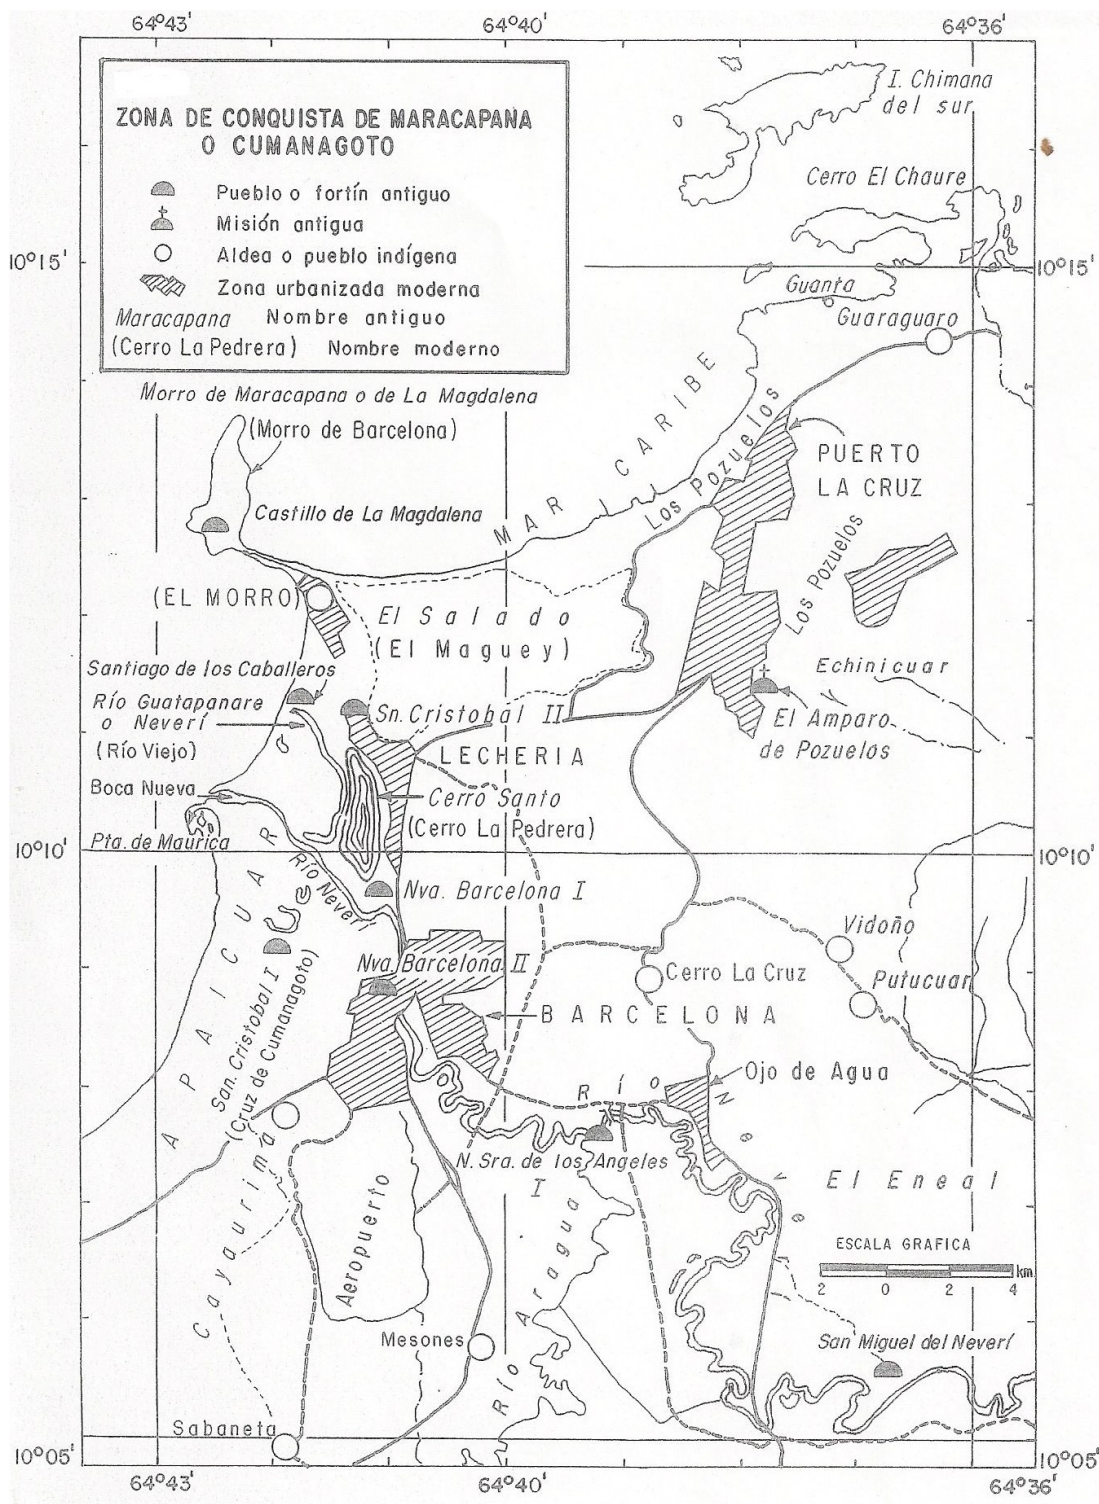 64°43'
64°40'
64°36'
ZONA DE CONQUISTA DE MARACAPANA
O CUMANAGOTO
Pueblo o fortín antiguo
Misión antigua
Aldea o pueblo indígena
Zona urbanizada moderna
Maracapana Nombre antiguo
(Cerro La Pedrera) Nombre moderno
I. Chimana
del sur
Cerro El Chaure
10°15'
10°15'
Guanta
Guaraguaro
Morro de Maracapana o de La Magdalena
(Morro de Barcelona)
MAR CARIBE
Los Pozuelos
PUERTO
LA CRUZ
Castillo de La Magdalena
Los Pozuelos
(EL MORRO)
El Salado
(El Maguey)
Santiago de los Caballeros
Echinicuar
Río Guatapanare
o Neverí
(Río Viejo)
Sn. Cristobal II
El Amparo
de Pozuelos
LECHERIA
Boca Nueva
Cerro Santo
(Cerro La Pedrera)
Pta. de Maurica
10°10'
10°10'
Río Neverí
Nva. Barcelona I
APAICUAR
Vidoño
Nva. Barcelona II
Cerro La Cruz
Putucuar
San. Cristobal I
(Cruz de Cumanagoto)
BARCELONA
Ojo de Agua
Río Neve
N. Sra. de los Angeles
I
El Eneal
Cayaurima
Aeropuerto
Río Aragua
ESCALA GRAFICA
2 0 2 4 km
Mesones
San Miguel del Neverí
Sabaneta
10°05'
10°05'
64°43'
64°40'
64°36'